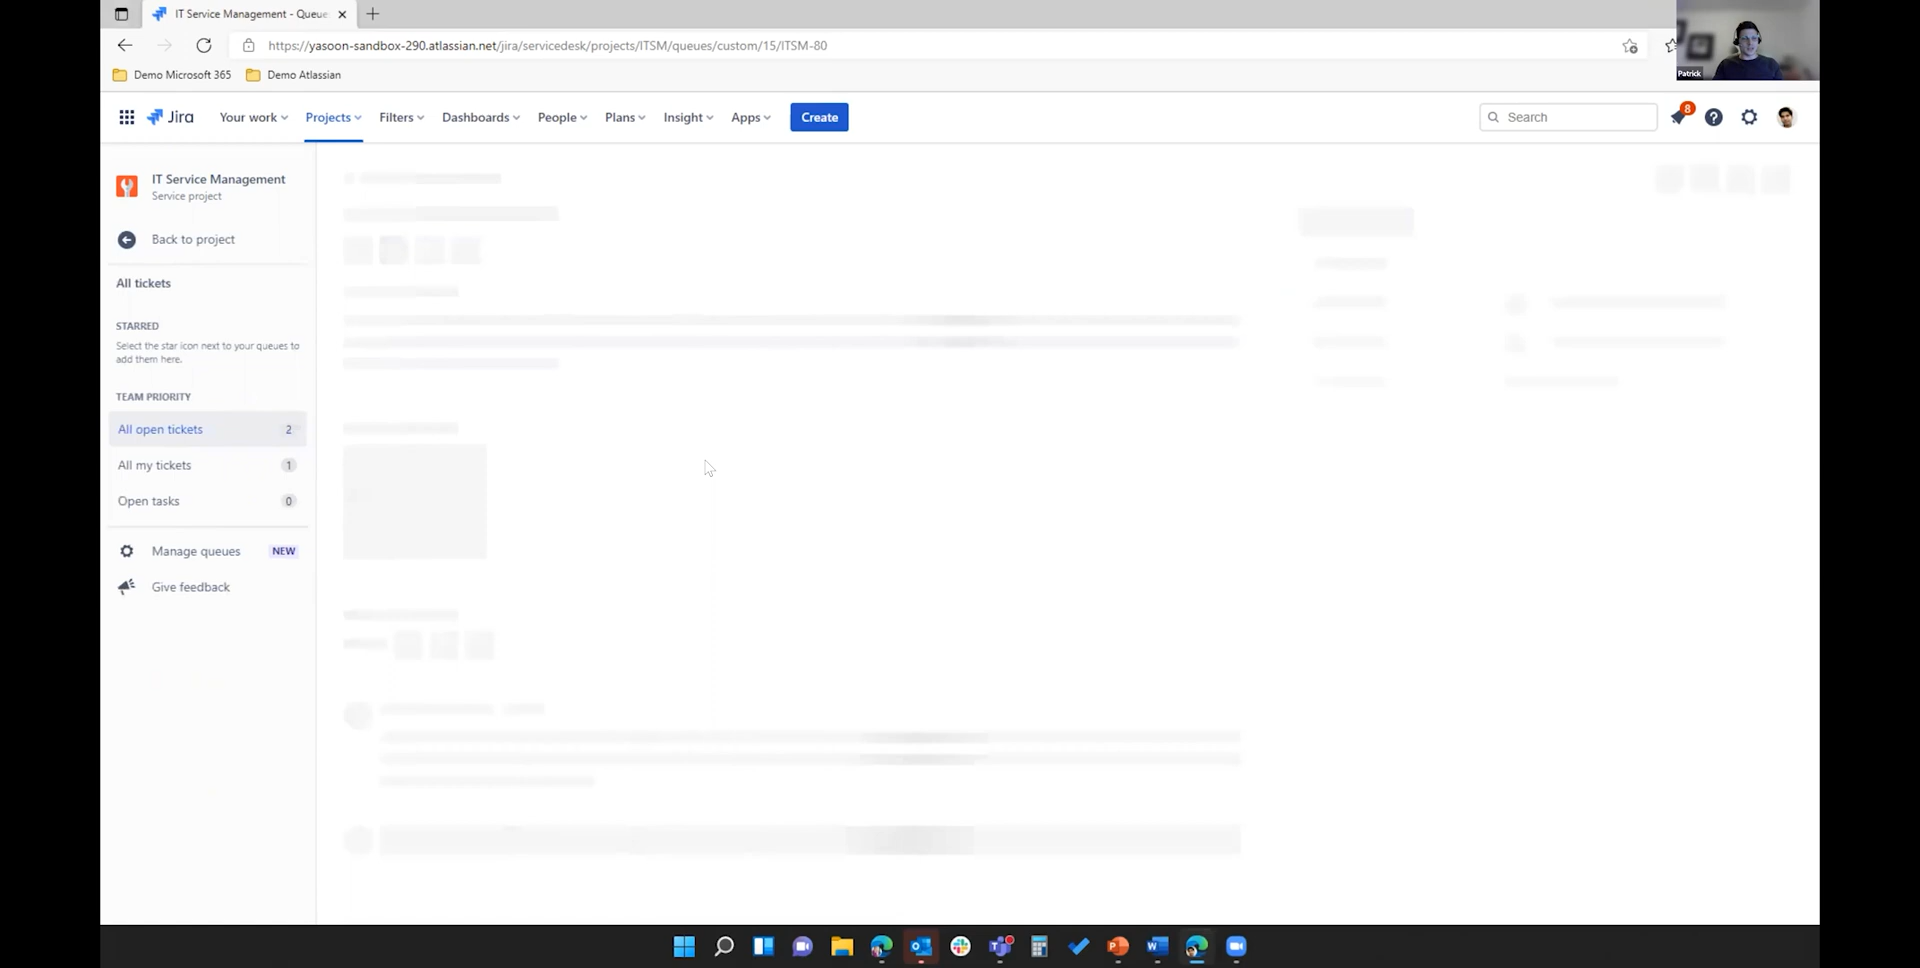 IT Service Management - Queue
https://yasoon-sandbox-290.atlassian.net/jira/servicedesk/projects/ITSM/queues/custom/15/ITSM-80
Patrick
Demo Microsoft 365
Demo Atlassian
Jira
Your work
Projects
Filters
Dashboards
People
Plans
Insight
Apps
Create
Search
8
IT Service Management
Service project
Back to project
All tickets
STARRED
Select the star icon next to your queues to
add them here.
TEAM PRIORITY
All open tickets 2
All my tickets 1
Open tasks 0
Manage queues NEW
Give feedback